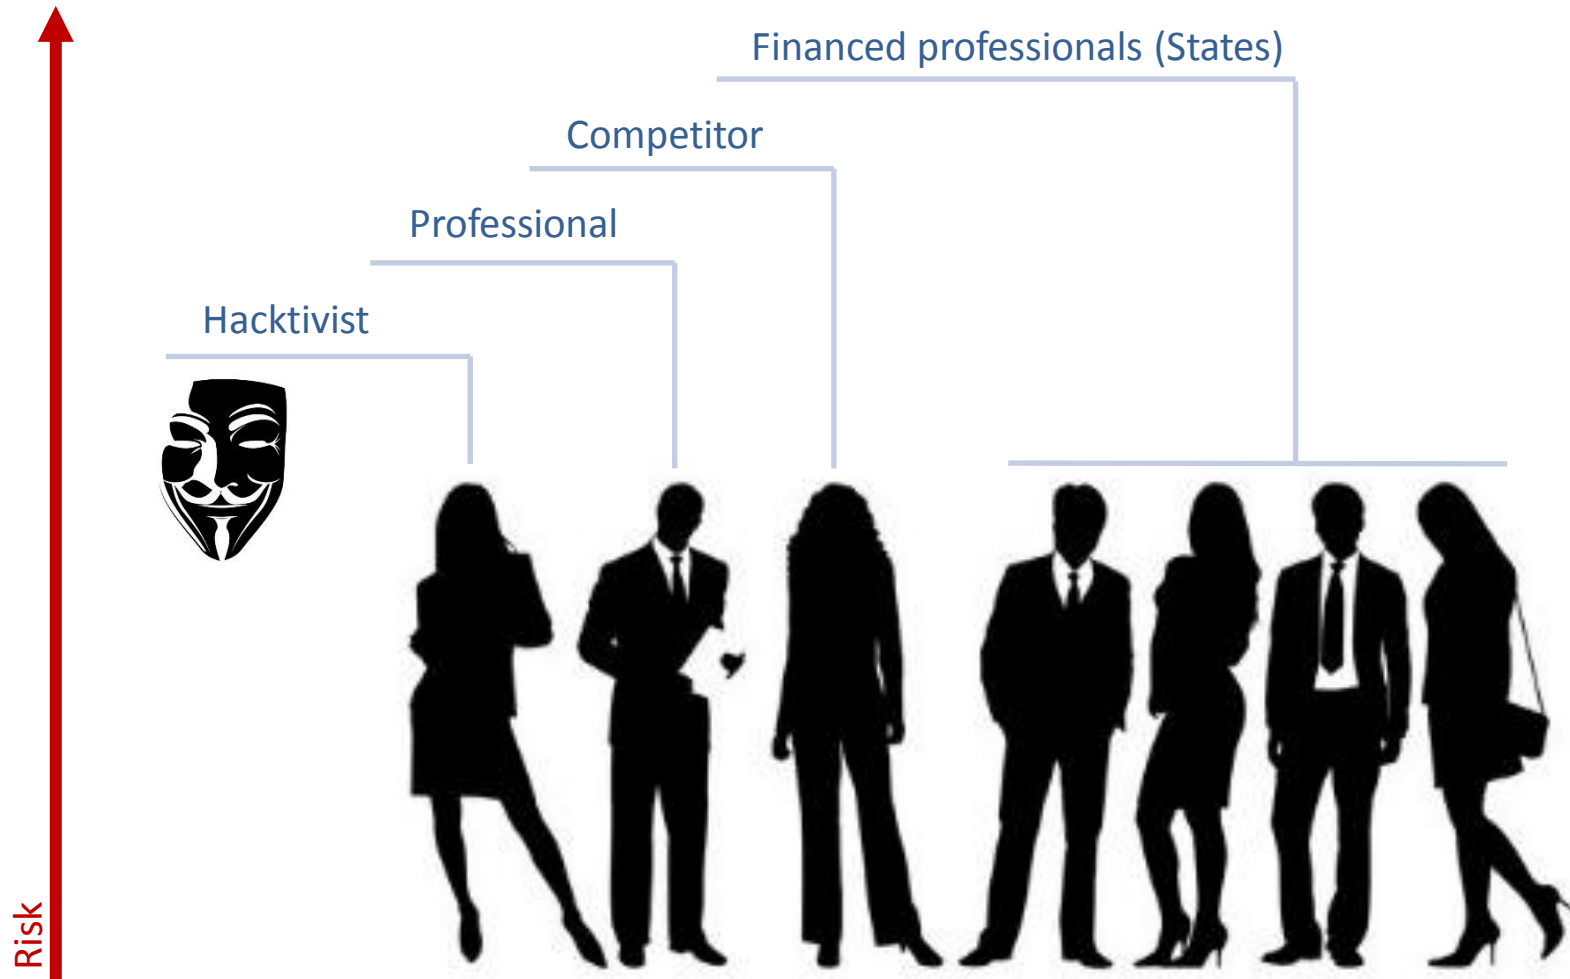 Financed professionals (States)
Competitor
Professional
Hacktivist
Risk